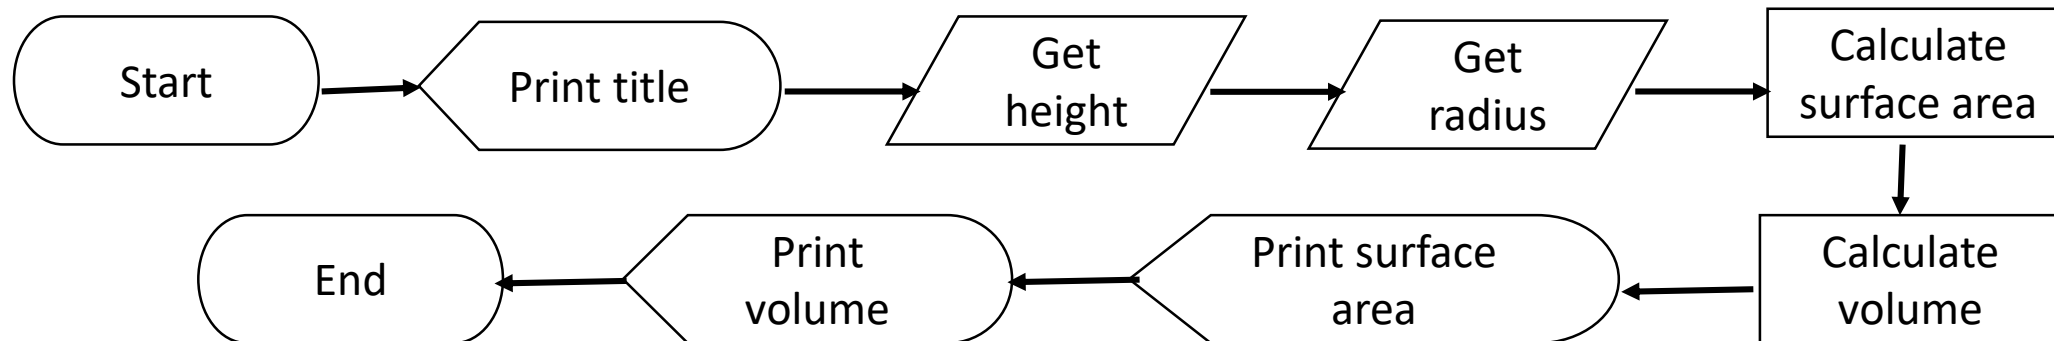 Start
Print title
Get
height
Get
radius
Calculate
surface area
Calculate
volume
Print surface
area
Print
volume
End